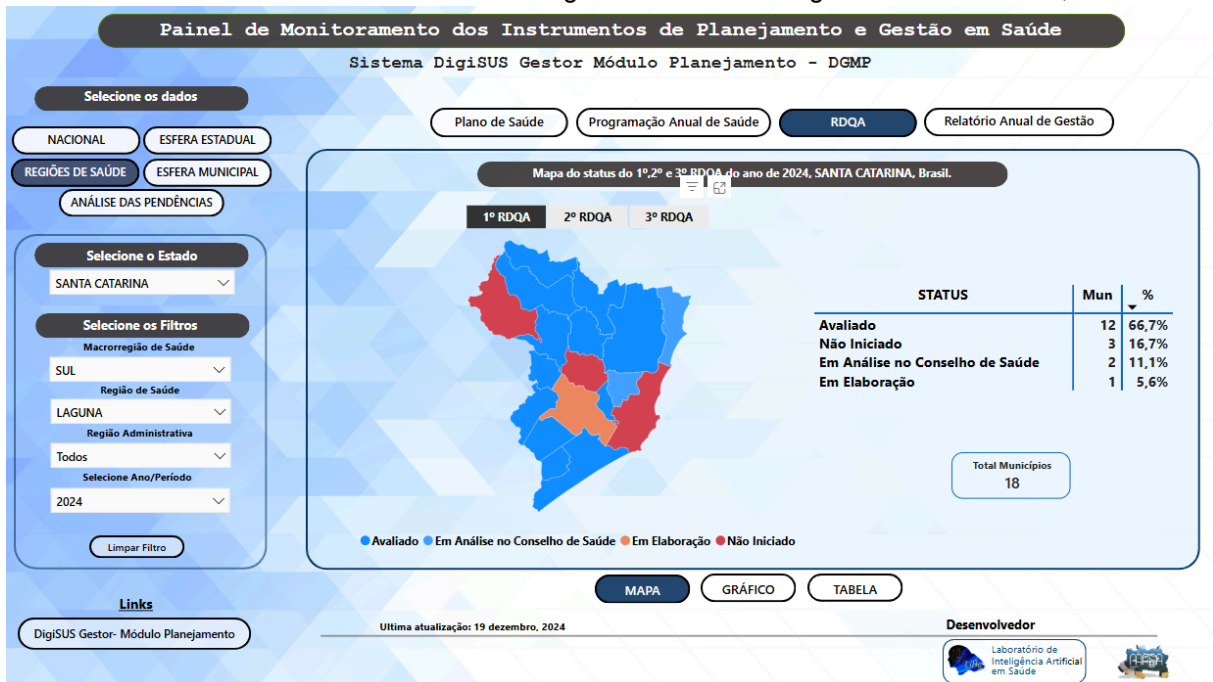 Painel de Monitoramento dos Instrumentos de Planejamento e Gestão em Saúde
Sistema DigiSUS Gestor Módulo Planejamento - DGMP
Selecione os dados
NACIONAL
ESFERA ESTADUAL
REGIÕES DE SAÚDE
ESFERA MUNICIPAL
ANÁLISE DAS PENDÊNCIAS
Plano de Saúde
Programação Anual de Saúde
RDQA
Relatório Anual de Gestão
Selecione o Estado
SANTA CATARINA
Selecione os Filtros
Macrorregião de Saúde
SUL
Região de Saúde
LAGUNA
Região Administrativa
Todos
Selecione Ano/Período
2024
Limpar Filtro
Links
DigiSUS Gestor- Módulo Planejamento
Mapa do status do 1º,2º e 3º RDQA do ano de 2024, SANTA CATARINA, Brasil.
1º RDQA 2º RDQA 3º RDQA
STATUS Mun %
Avaliado 12 66,7%
Não Iniciado 3 16,7%
Em Análise no Conselho de Saúde 2 11,1%
Em Elaboração 1 5,6%
Total Municípios
18
Avaliado Em Análise no Conselho de Saúde Em Elaboração Não Iniciado
MAPA
GRÁFICO
TABELA
Ultima atualização: 19 dezembro, 2024
Desenvolvedor
Laboratório de
Inteligência Artificial
em Saúde